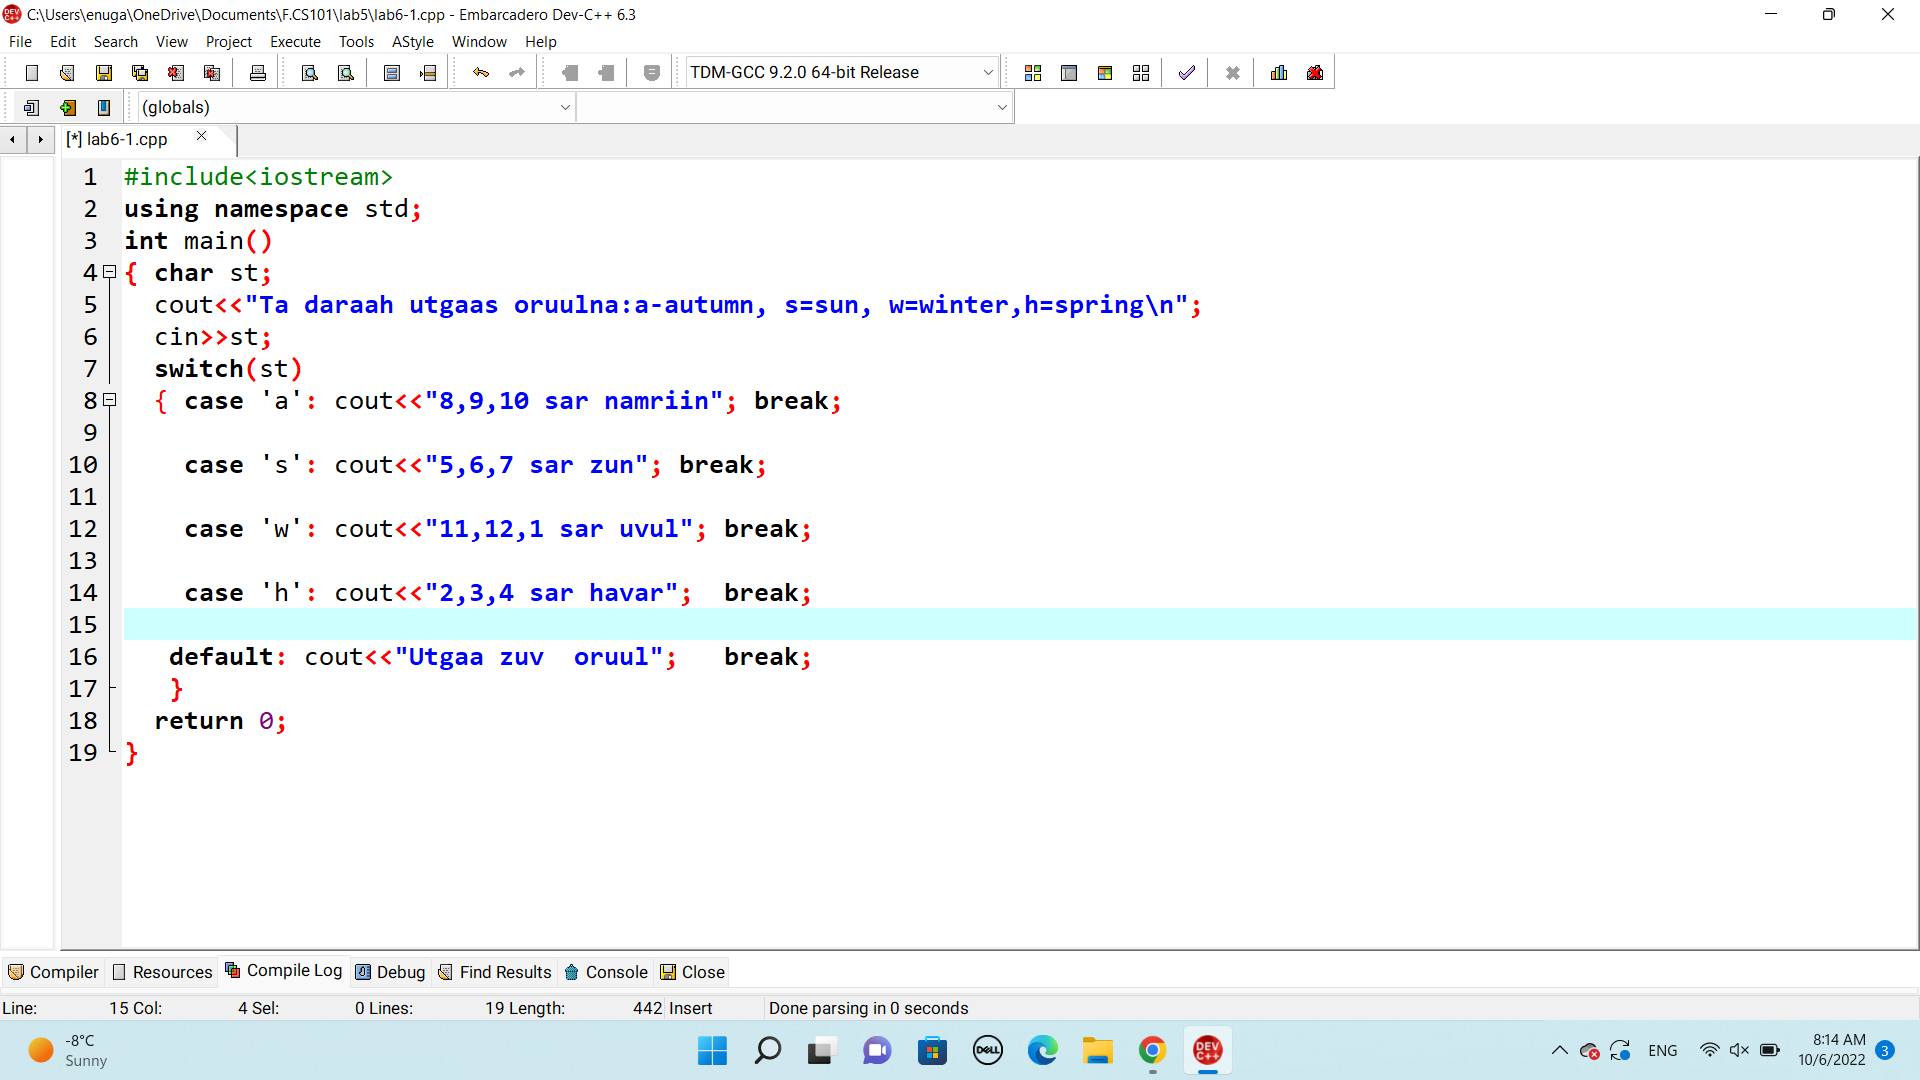 C:\Users\enuga\OneDrive\Documents\F.CS101\lab5\lab6-1.cpp - Embarcadero Dev-C++ 6.3
File Edit Search View Project Execute Tools AStyle Window Help
TDM-GCC 9.2.0 64-bit Release
(globals)
[*] lab6-1.cpp
1 #include<iostream>
2 using namespace std;
3 int main()
4 { char st;
5 cout<<"Ta daraah utgaas oruulna:a-autumn, s=sun, w=winter,h=spring\n";
6 cin>>st;
7 switch(st)
8 { case 'a': cout<<"8,9,10 sar namriin"; break;
9
10 case 's': cout<<"5,6,7 sar zun"; break;
11
12 case 'w': cout<<"11,12,1 sar uvul"; break;
13
14 case 'h': cout<<"2,3,4 sar havar";  break;
15
16 default: cout<<"Utgaa zuv  oruul";   break;
17 }
18 return 0;
19 }
Compiler Resources Compile Log Debug Find Results Console Close
Line: 15 Col: 4 Sel: 0 Lines: 19 Length: 442 Insert Done parsing in 0 seconds
-8°C
Sunny
DELL
DEV C++
ENG
8:14 AM
10/6/2022
3